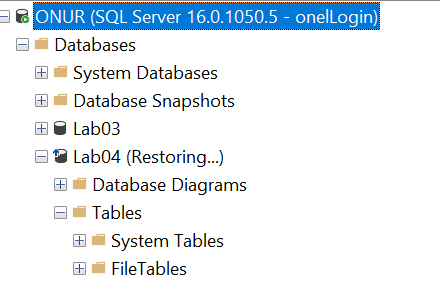 ONUR (SQL Server 16.0.1050.5 - onelLogin)
Databases
System Databases
Database Snapshots
Lab03
Lab04 (Restoring...)
Database Diagrams
Tables
System Tables
FileTables